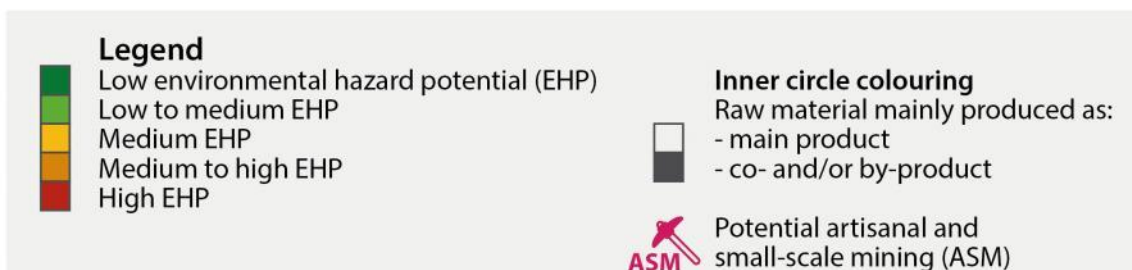 Legend
Low environmental hazard potential (EHP)
Low to medium EHP
Medium EHP
Medium to high EHP
High EHP
Inner circle colouring
Raw material mainly produced as:
- main product
- co- and/or by-product
ASM
Potential artisanal and
small-scale mining (ASM)